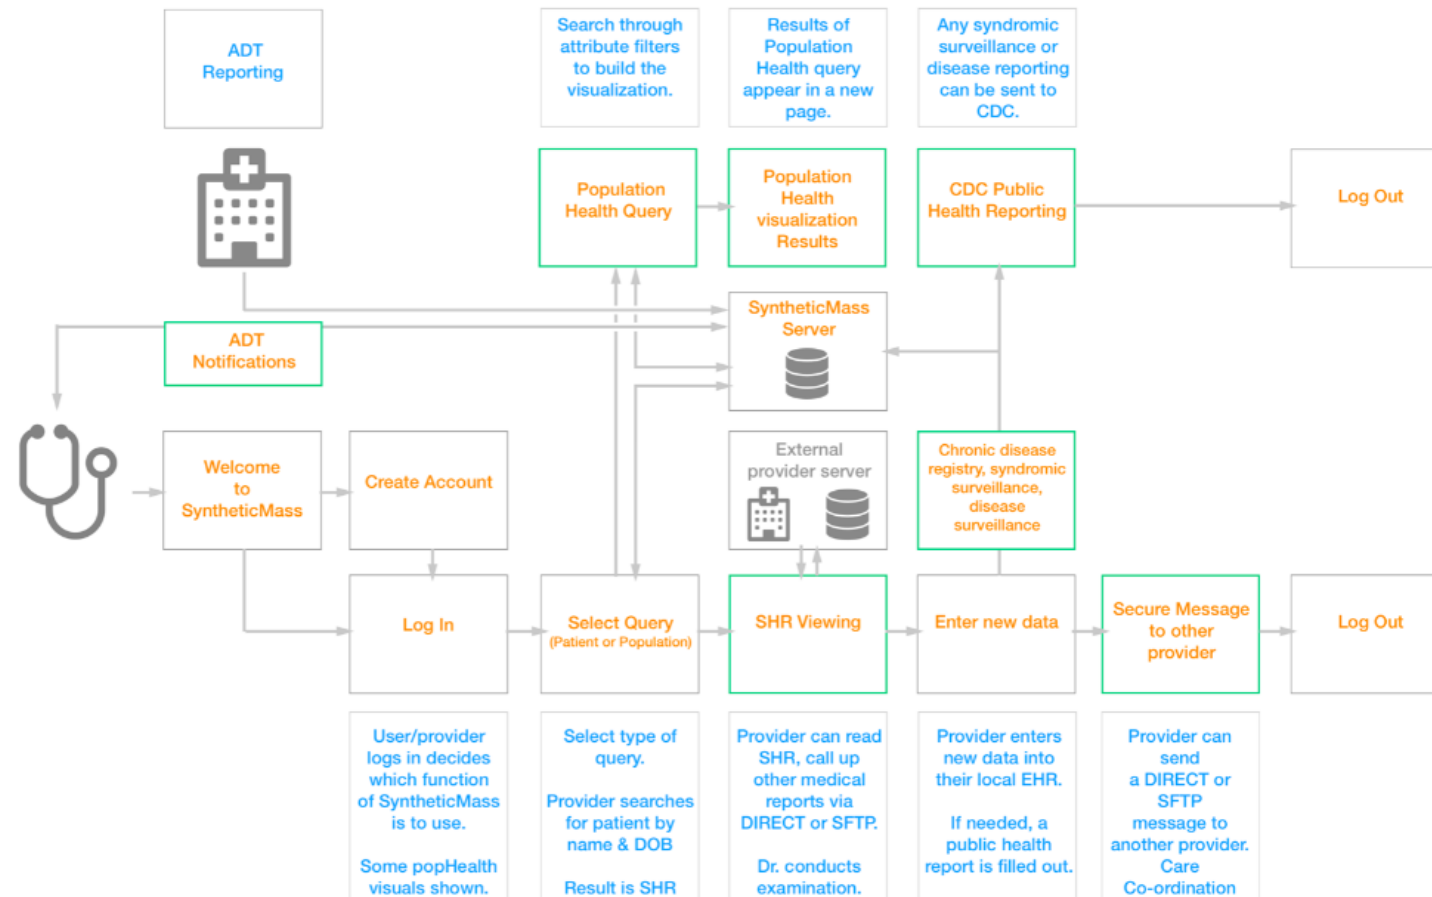 ADT
Reporting
Search through
attribute filters
to build the
visualization.
Results of
Population
Health query
appear in a new
page.
Any syndromic
surveillance or
disease reporting
can be sent to
CDC.
Population
Health Query
Population
Health
visualization
Results
CDC Public
Health Reporting
Log Out
SyntheticMass
Server
ADT
Notifications
Welcome
to
SyntheticMass
Create Account
External
provider server
Chronic disease
registry, syndromic
surveillance,
disease
surveillance
Log In
Select Query
(Patient or Population)
SHR Viewing
Enter new data
Secure Message
to other
provider
Log Out
User/provider
logs in decides
which function
of SyntheticMass
is to use.
Some popHealth
visuals shown.
Select type of
query.
Provider searches
for patient by
name & DOB
Result is SHR
Provider can read
SHR, call up
other medical
reports via
DIRECT or SFTP.
Dr. conducts
examination.
Provider enters
new data into
their local EHR.
If needed, a
public health
report is filled out.
Provider can
send
a DIRECT or
SFTP
message to
another provider.
Care
Co-ordination